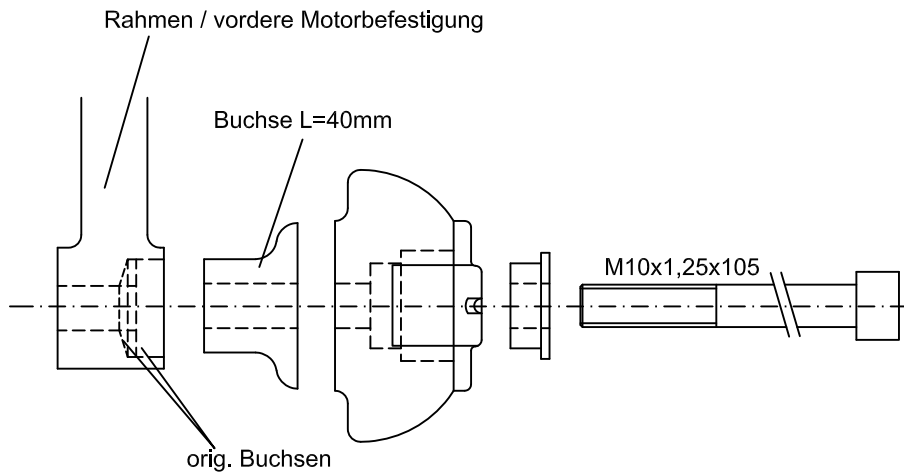 Rahmen / vordere Motorbefestigung
Buchse L=40mm
M10x1,25x105
orig. Buchsen